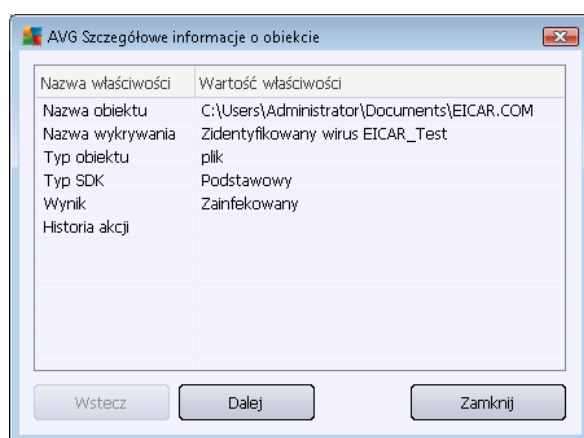 AVG Szczegółowe informacje o obiekcie
Nazwa właściwości Wartość właściwości
Nazwa obiektu C:\Users\Administrator\Documents\EICAR.COM
Nazwa wykrywania Zidentyfikowany wirus EICAR_Test
Typ obiektu plik
Typ SDK Podstawowy
Wynik Zainfekowany
Historia akcji
Wstecz Dalej Zamknij